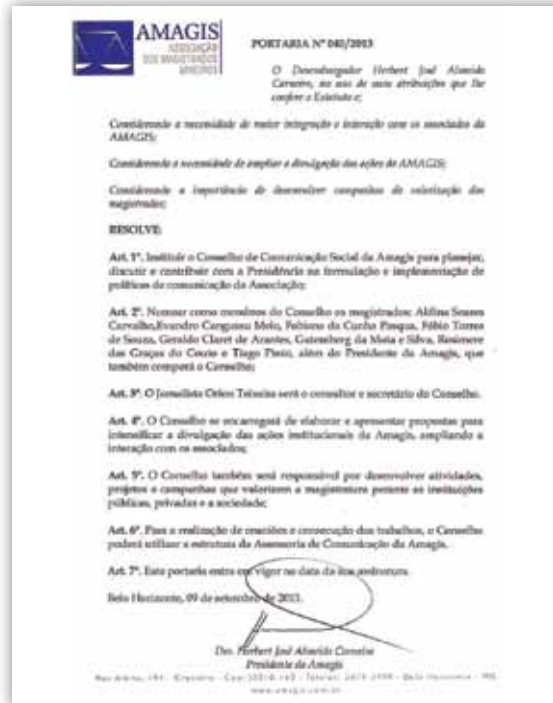 AMAGIS
ASSOCIAÇÃO
DOS MAGISTRADOS
MINEIROS
PORTARIA Nº 040/2013
O Desembargador Herbert José Almeida
Carneiro, no uso de suas atribuições que lhe
confere o Estatuto e;
Considerando a necessidade de maior integração e interação com os associados da
AMAGIS;
Considerando a necessidade de ampliar a divulgação das ações da AMAGIS;
Considerando a importância de desenvolver campanhas de valorização dos
magistrados;
RESOLVE:
Art. 1º. Instituir o Conselho de Comunicação Social da Amagis para planejar,
discutir e contribuir com a Presidência na formulação e implementação de
políticas de comunicação da Associação;
Art. 2º. Nomear como membros do Conselho os magistrados: Aldina Soares
Carvalho, Evandro Cangussu Melo, Fabiana da Cunha Pasqua, Fábio Torres
de Sousa, Geraldo Claret de Arantes, Gutemberg da Mota e Silva, Rosimere
das Graças do Couto e Tiago Pinto, além do Presidente da Amagis, que
também comporá o Conselho;
Art. 3º. O Jornalista Orion Teixeira será o consultor e secretário do Conselho.
Art. 4º. O Conselho se encarregará de elaborar e apresentar propostas para
intensificar a divulgação das ações institucionais da Amagis, ampliando a
interação com os associados;
Art. 5º. O Conselho também será responsável por desenvolver atividades,
projetos e campanhas que valorizem a magistratura perante as instituições
públicas, privadas e a sociedade;
Art. 6º. Para a realização de reuniões e consecução dos trabalhos, o Conselho
poderá utilizar a estrutura da Assessoria de Comunicação da Amagis.
Art. 7º. Esta portaria entra em vigor na data da sua assinatura.
Belo Horizonte, 09 de setembro de 2013.
Des. Herbert José Almeida Carneiro
Presidente da Amagis
Belo Horizonte - MG
www.amagis.com.br